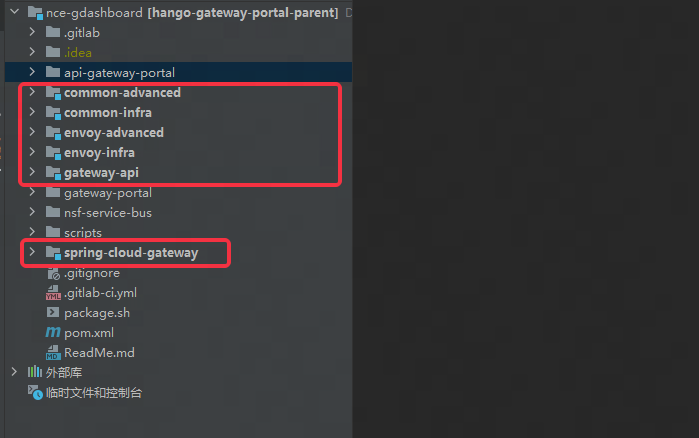 nce-gdashboard [hango-gateway-portal-parent]
.gitlab
.idea
api-gateway-portal
common-advanced
common-infra
envoy-advanced
envoy-infra
gateway-api
gateway-portal
nsf-service-bus
scripts
spring-cloud-gateway
.gitignore
.gitlab-ci.yml
package.sh
pom.xml
ReadMe.md
外部库
临时文件和控制台